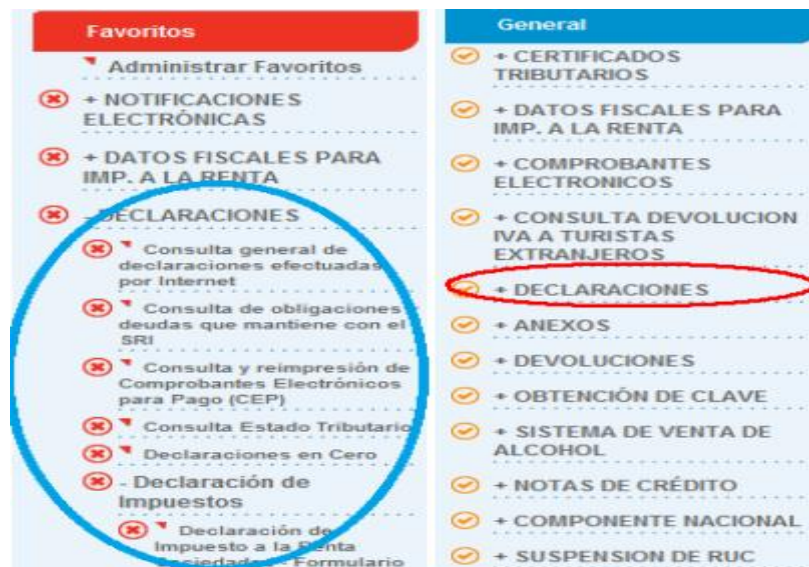 Favoritos
Administrar Favoritos
+ NOTIFICACIONES
ELECTRÓNICAS
+ DATOS FISCALES PARA
IMP. A LA RENTA
- DECLARACIONES
Consulta general de
declaraciones efectuadas
por Internet
Consulta de obligaciones
deudas que mantiene con el
SRI
Consulta y reimpresión de
Comprobantes Electrónicos
para Pago (CEP)
Consulta Estado Tributario
Declaraciones en Cero
- Declaración de
Impuestos
Declaración de
Impuesto a la Renta
Sociedades - Formulario
General
+ CERTIFICADOS
TRIBUTARIOS
+ DATOS FISCALES PARA
IMP. A LA RENTA
+ COMPROBANTES
ELECTRONICOS
+ CONSULTA DEVOLUCION
IVA A TURISTAS
EXTRANJEROS
+ DECLARACIONES
+ ANEXOS
+ DEVOLUCIONES
+ OBTENCIÓN DE CLAVE
+ SISTEMA DE VENTA DE
ALCOHOL
+ NOTAS DE CRÉDITO
+ COMPONENTE NACIONAL
+ SUSPENSION DE RUC